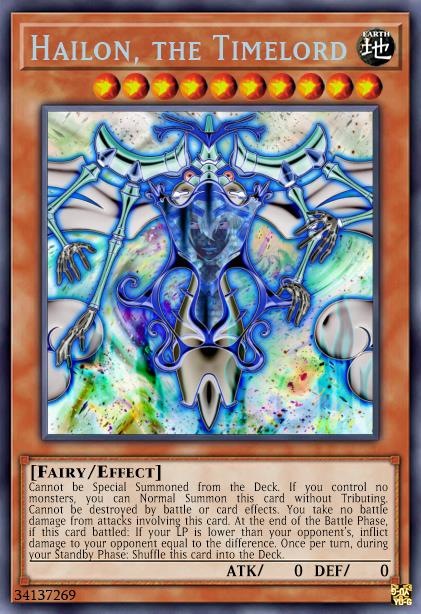 HAILON, THE TIMELORD
EARTH
地
[FAIRY/EFFECT]
Cannot be Special Summoned from the Deck. If you control no
monsters, you can Normal Summon this card without Tributing.
Cannot be destroyed by battle or card effects. You take no battle
damage from attacks involving this card. At the end of the Battle Phase,
if this card battled: If your LP is lower than your opponent's, inflict
damage to your opponent equal to the difference. Once per turn, during
your Standby Phase: Shuffle this card into the Deck.
ATK/ 0 DEF/ 0
34137269